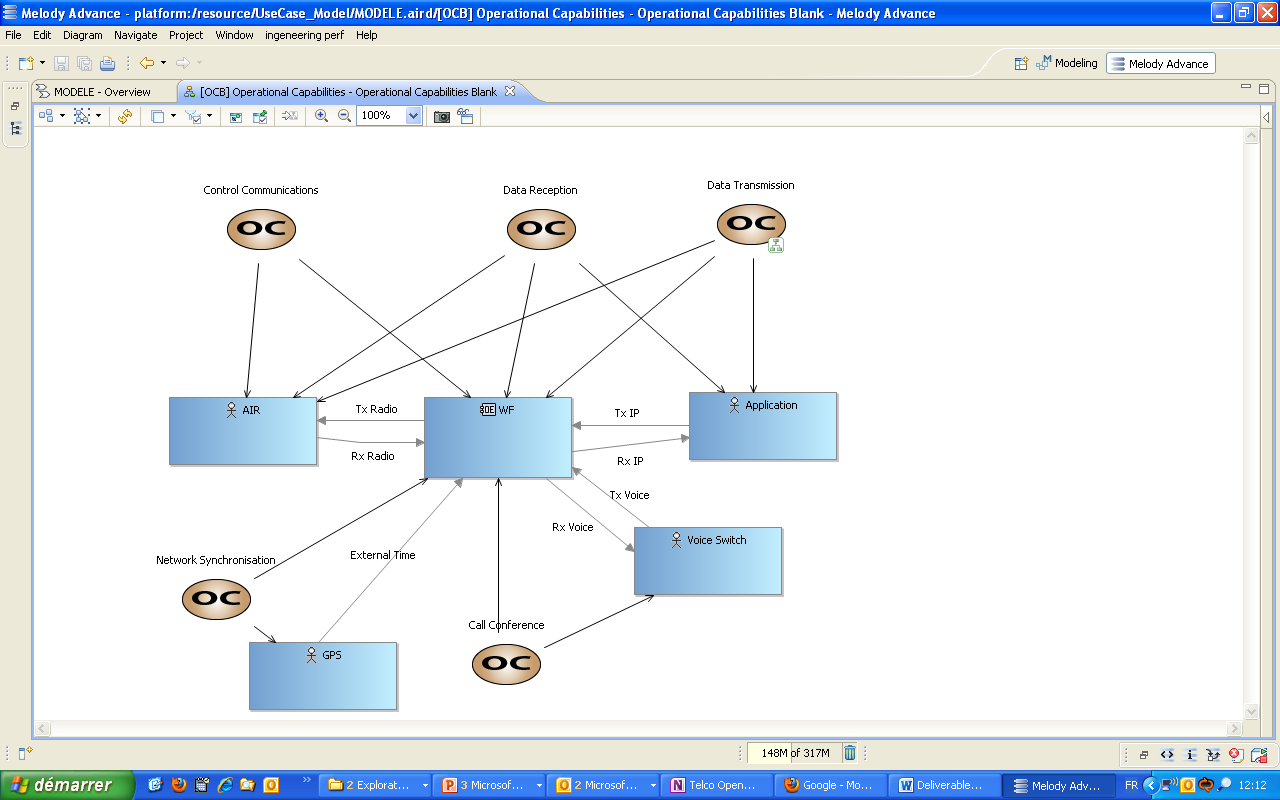 Melody Advance - platform:/resource/UseCase_Model/MODELE.aird/[OCB] Operational Capabilities - Operational Capabilities Blank - Melody Advance
File Edit Diagram Navigate Project Window ingeneering perf Help
Modeling Melody Advance
MODELE - Overview [OCB] Operational Capabilities - Operational Capabilities Blank
100%
Control Communications Data Reception Data Transmission
OC OC OC
AIR Tx Radio OE WF Tx IP Application
Rx Radio Rx IP
Tx Voice
Rx Voice
Voice Switch
Network Synchronisation External Time
OC
Call Conference
GPS OC
148M of 317M
démarrer 2 Explorat... 3 Microsof... 2 Microsof... Telco Open... Google - Mo... Deliverable... Melody Adv... FR 12:12